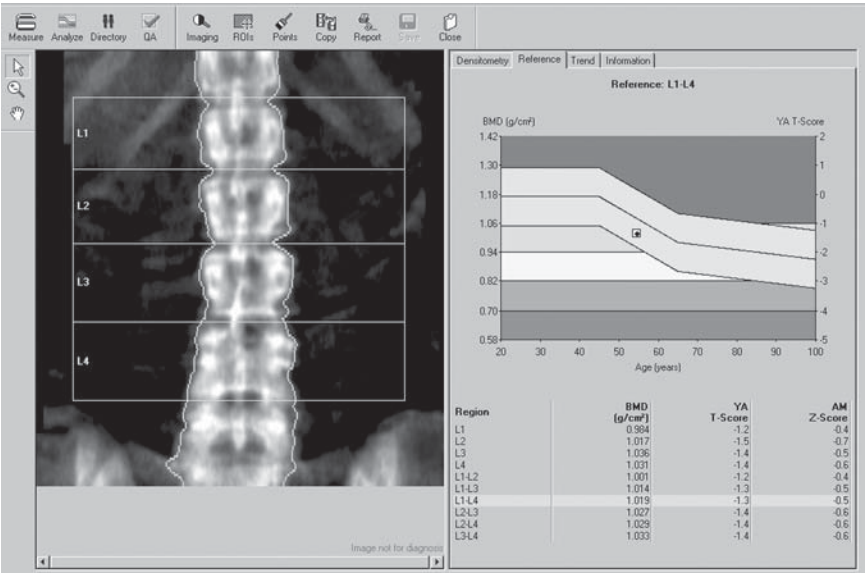 Measure Analyze Directory QA Imaging ROIs Points Copy Report Save Close
L1
L2
L3
L4
Image not for diagnosis
Densitometry Reference Trend Information
Reference: L1-L4
BMD (g/cm²) YA T-Score
1.42 2
1.30 1
1.18 0
1.06 -1
0.94 -2
0.82 -3
0.70 -4
0.58 -5
20 30 40 50 60 70 80 90 100
Age (years)
Region BMD (g/cm²) YA T-Score AM Z-Score
L1 0.984 -1.2 -0.4
L2 1.017 -1.5 -0.7
L3 1.036 -1.4 -0.5
L4 1.031 -1.4 -0.6
L1-L2 1.001 -1.2 -0.4
L1-L3 1.014 -1.3 -0.5
L1-L4 1.019 -1.3 -0.5
L2-L3 1.027 -1.4 -0.6
L2-L4 1.029 -1.4 -0.6
L3-L4 1.033 -1.4 -0.6